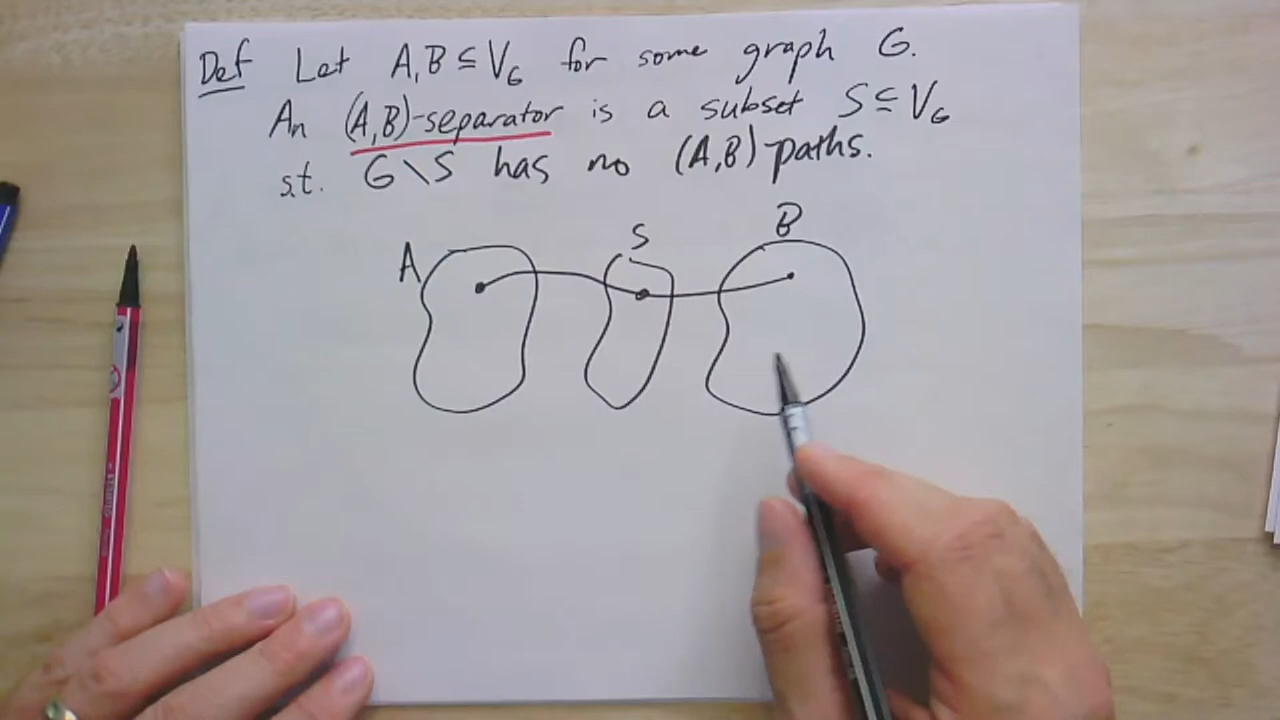 Def Let A,B ⊆ V_G for some graph G.
An (A,B)-separator is a subset S ⊆ V_G
s.t. G\S has no (A,B)-paths.
A
S
B